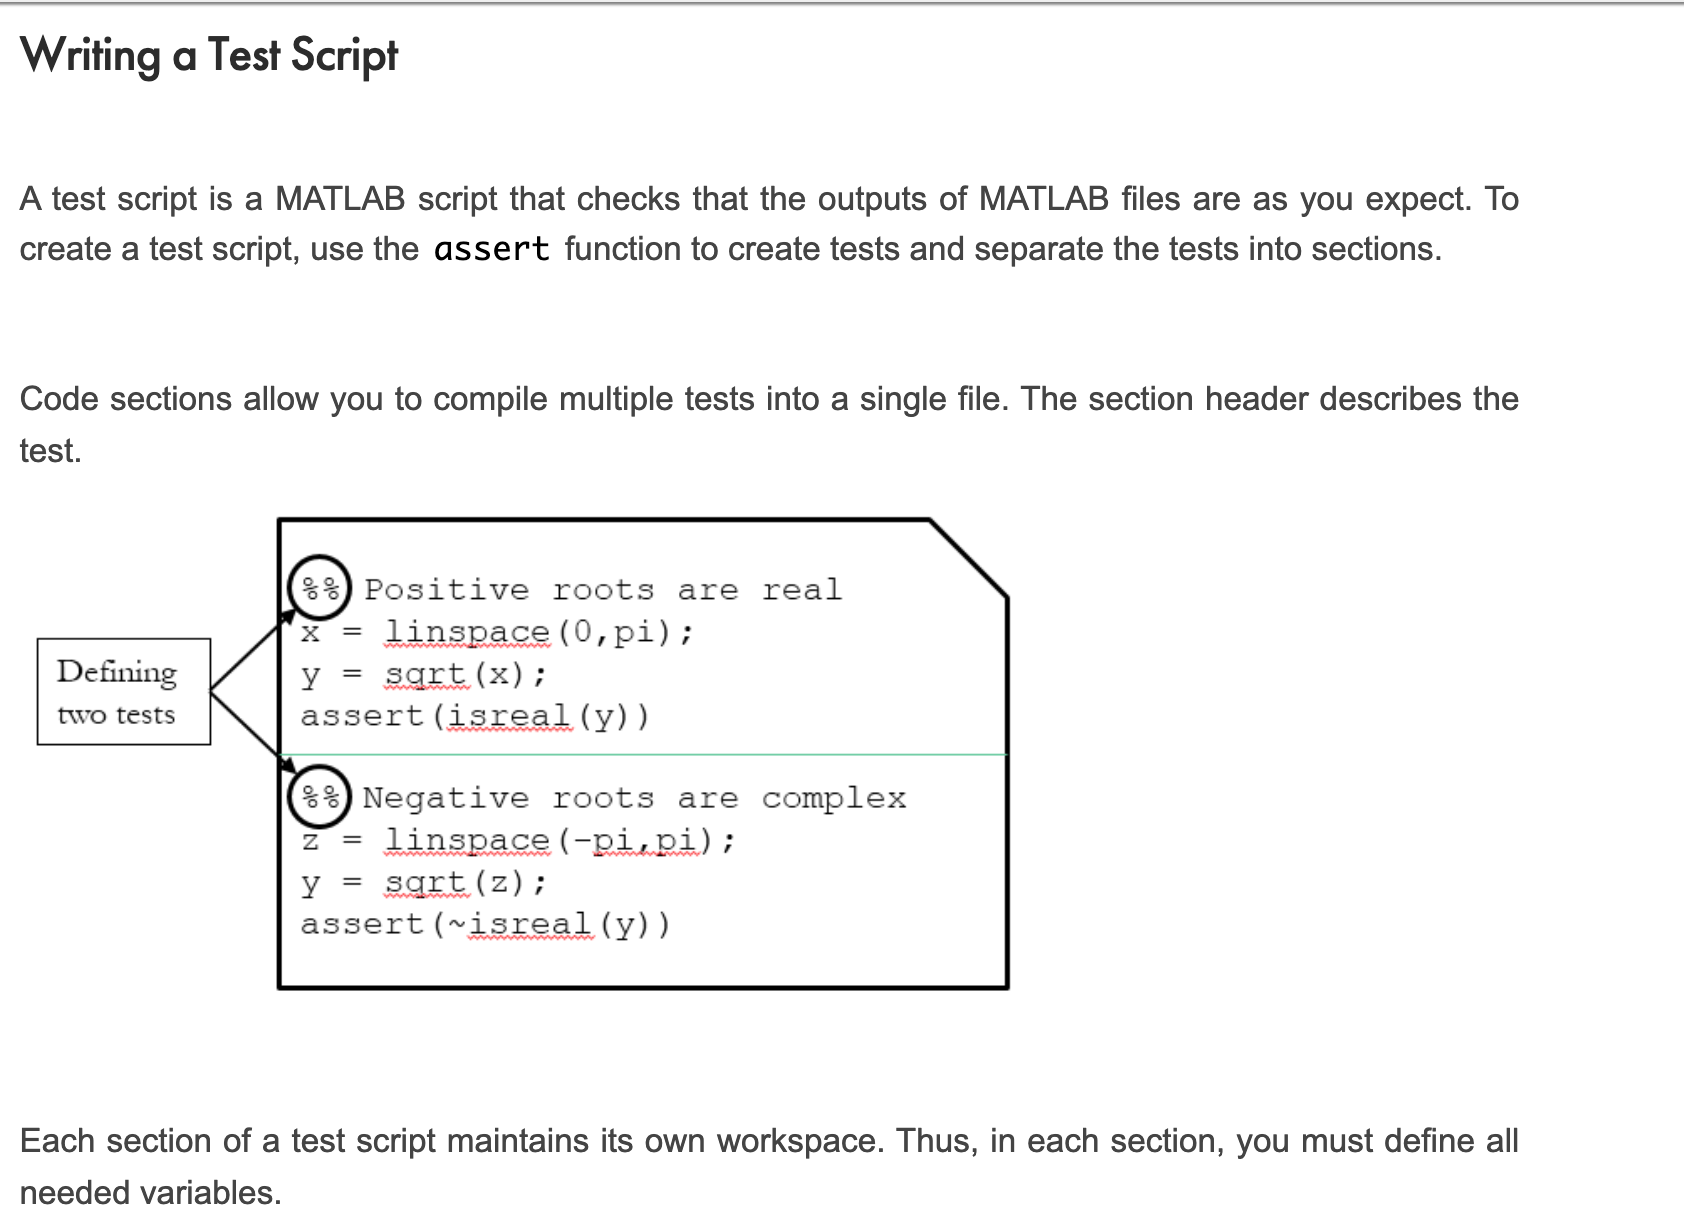 Writing a Test Script
A test script is a MATLAB script that checks that the outputs of MATLAB files are as you expect. To
create a test script, use the assert function to create tests and separate the tests into sections.
Code sections allow you to compile multiple tests into a single file. The section header describes the
test.
%% Positive roots are real
x = linspace(0,pi);
y = sqrt(x);
assert(isreal(y))
Defining
two tests
%% Negative roots are complex
z = linspace(-pi,pi);
y = sqrt(z);
assert(~isreal(y))
Each section of a test script maintains its own workspace. Thus, in each section, you must define all
needed variables.